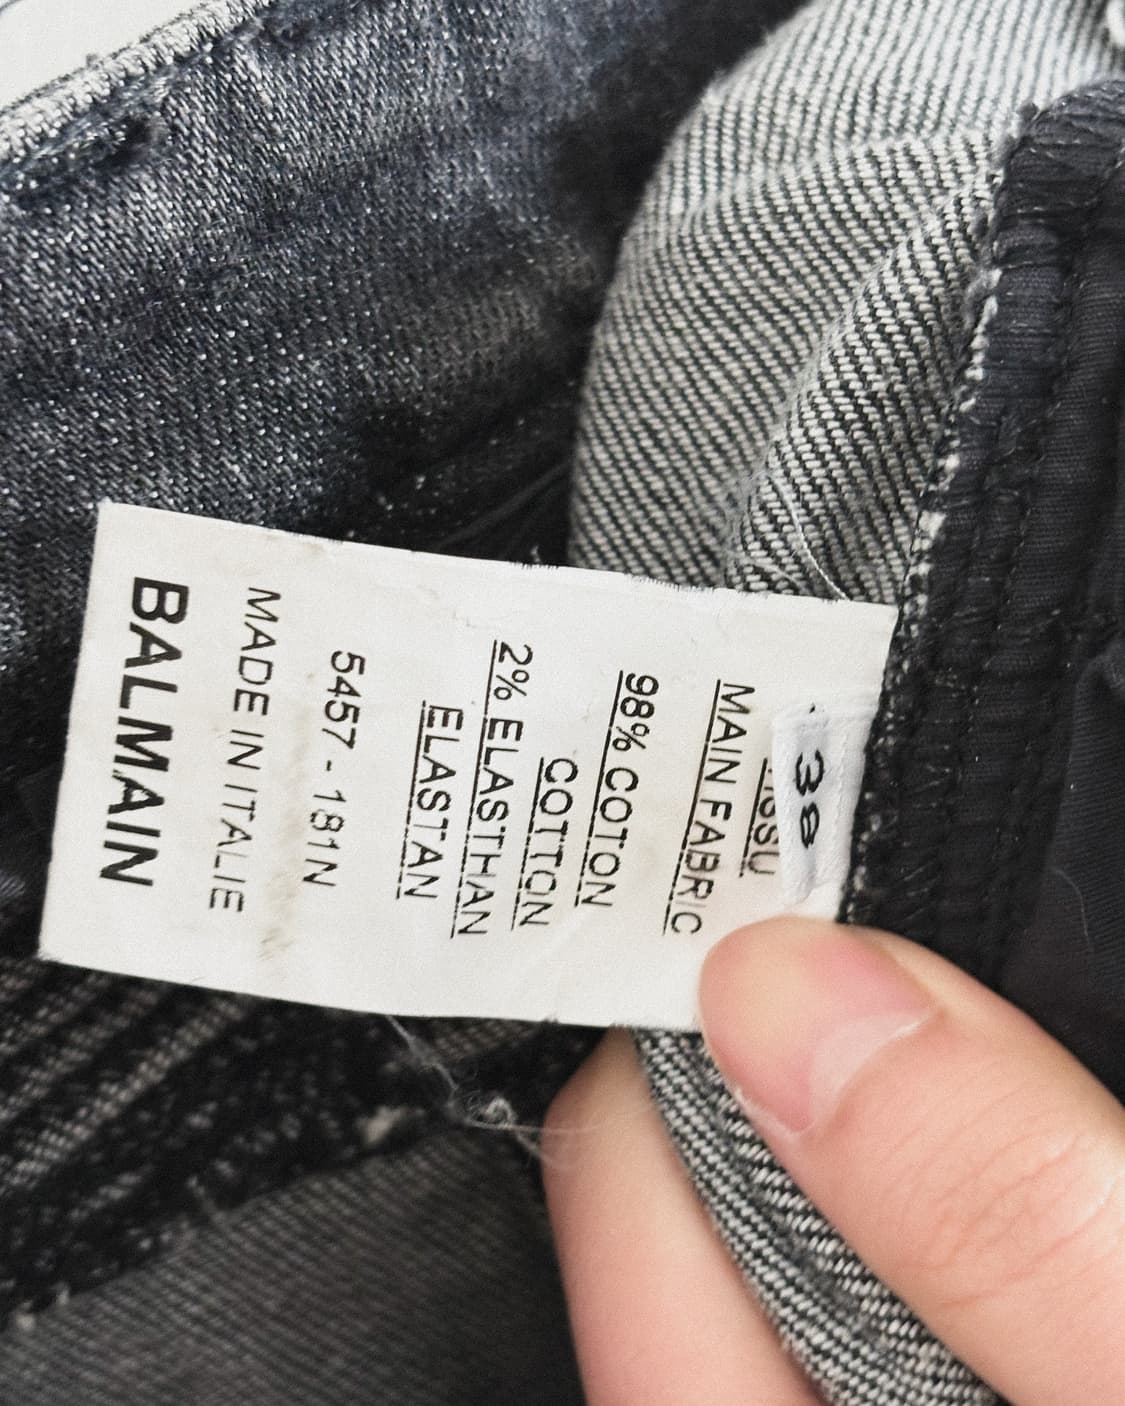 38
MAIN FABRIC
98% COTON
COTTON
2% ELASTHAN
ELASTAN
5457 - 181N
MADE IN ITALIE
BALMAIN